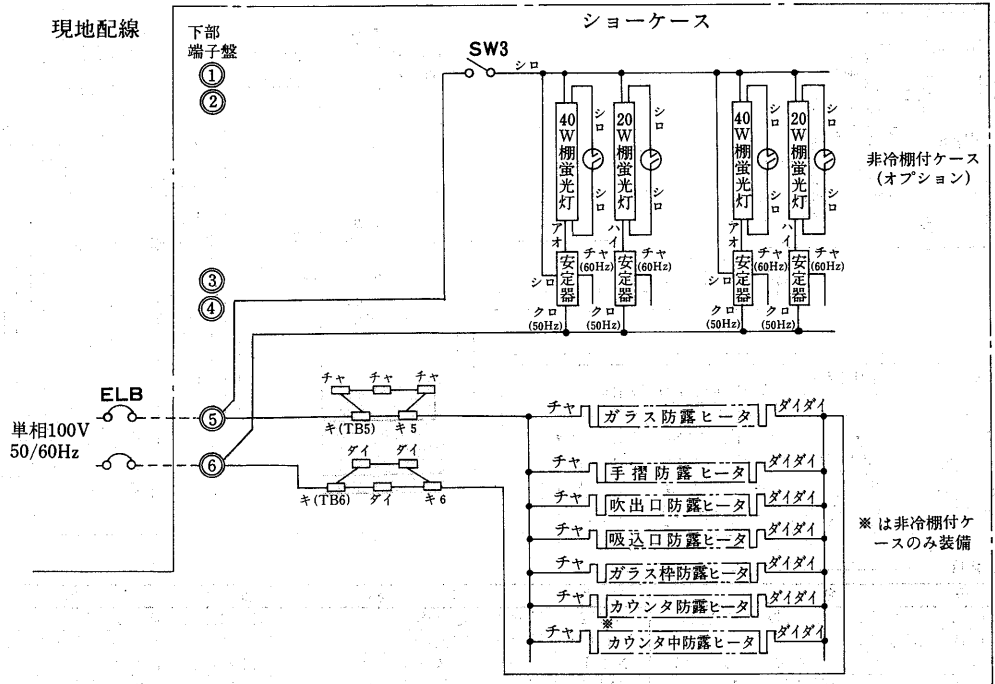 現地配線
ショーケース
下部
端子盤
①
②
③
④
⑤
⑥
SW3
シロ
40W棚蛍光灯
シロ
シロ
20W棚蛍光灯
シロ
シロ
40W棚蛍光灯
シロ
シロ
20W棚蛍光灯
シロ
シロ
非冷棚付ケース
(オプション)
アオ
チャ
(60Hz)
ハイ
チャ
(60Hz)
アオ
チャ
(60Hz)
ハイ
チャ
(60Hz)
シロ
安定器
安定器
シロ
安定器
安定器
クロ
(50Hz)
クロ
(50Hz)
クロ
(50Hz)
クロ
(50Hz)
ELB
単相100V
50/60Hz
チャ チャ チャ
キ(TB5) キ5
ダイ ダイ
キ(TB6) ダイ キ6
チャ ガラス防露ヒータ ダイダイ
チャ 手摺防露ヒータ ダイダイ
チャ 吹出口防露ヒータ ダイダイ
チャ 吸込口防露ヒータ ダイダイ
チャ ガラス枠防露ヒータ ダイダイ
チャ カウンタ防露ヒータ ダイダイ
※
チャ カウンタ中防露ヒータ ダイダイ
※は非冷棚付ケ
ースのみ装備